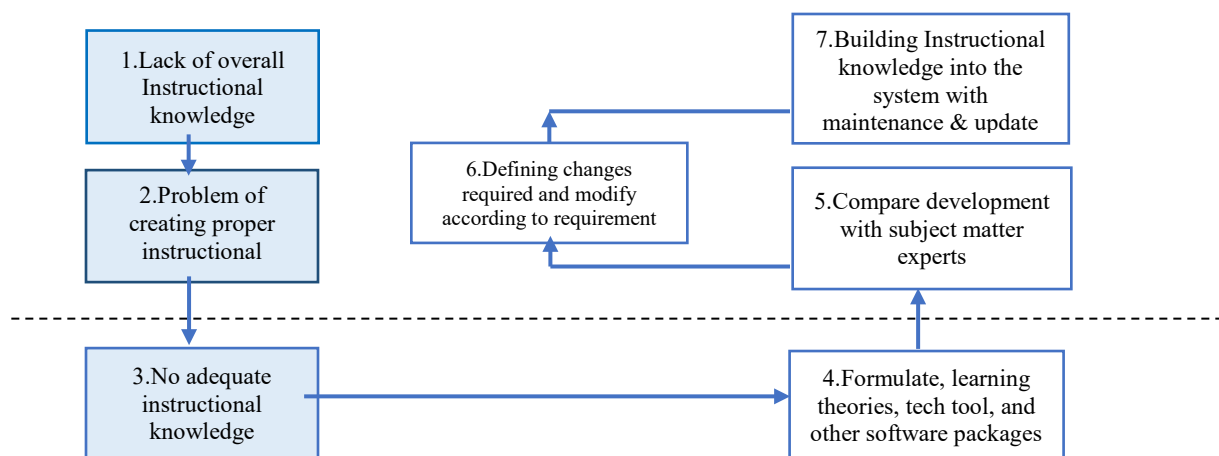 1.Lack of overall
Instructional
knowledge
2.Problem of
creating proper
instructional
3.No adequate
instructional
knowledge
4.Formulate, learning
theories, tech tool, and
other software packages
5.Compare development
with subject matter
experts
6.Defining changes
required and modify
according to requirement
7.Building Instructional
knowledge into the
system with
maintenance & update